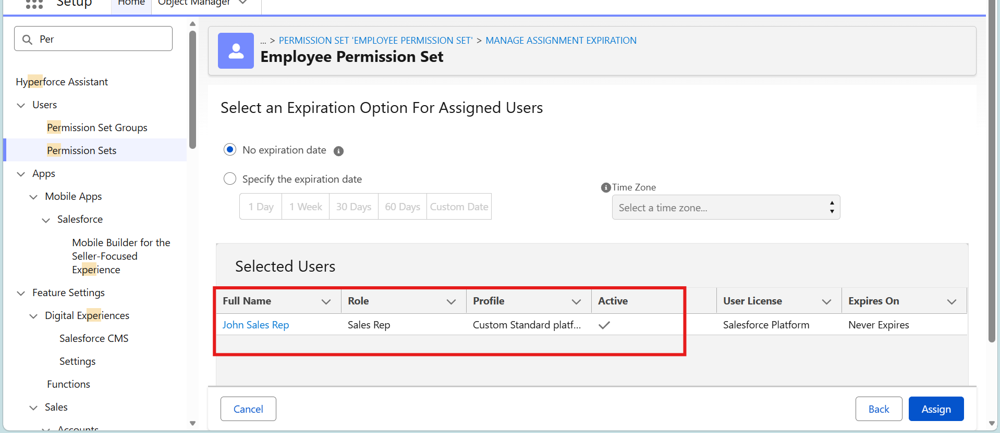 Setup
Home
Object Manager
Per
Hyperforce Assistant
Users
Permission Set Groups
Permission Sets
Apps
Mobile Apps
Salesforce
Mobile Builder for the
Seller-Focused
Experience
Feature Settings
Digital Experiences
Salesforce CMS
Settings
Functions
Sales
Accounts
... > PERMISSION SET 'EMPLOYEE PERMISSION SET' > MANAGE ASSIGNMENT EXPIRATION
Employee Permission Set
Select an Expiration Option For Assigned Users
No expiration date
Specify the expiration date
1 Day 1 Week 30 Days 60 Days Custom Date
Time Zone
Select a time zone...
Selected Users
Full Name Role Profile Active User License Expires On
John Sales Rep Sales Rep Custom Standard platf... Salesforce Platform Never Expires
Cancel Back Assign